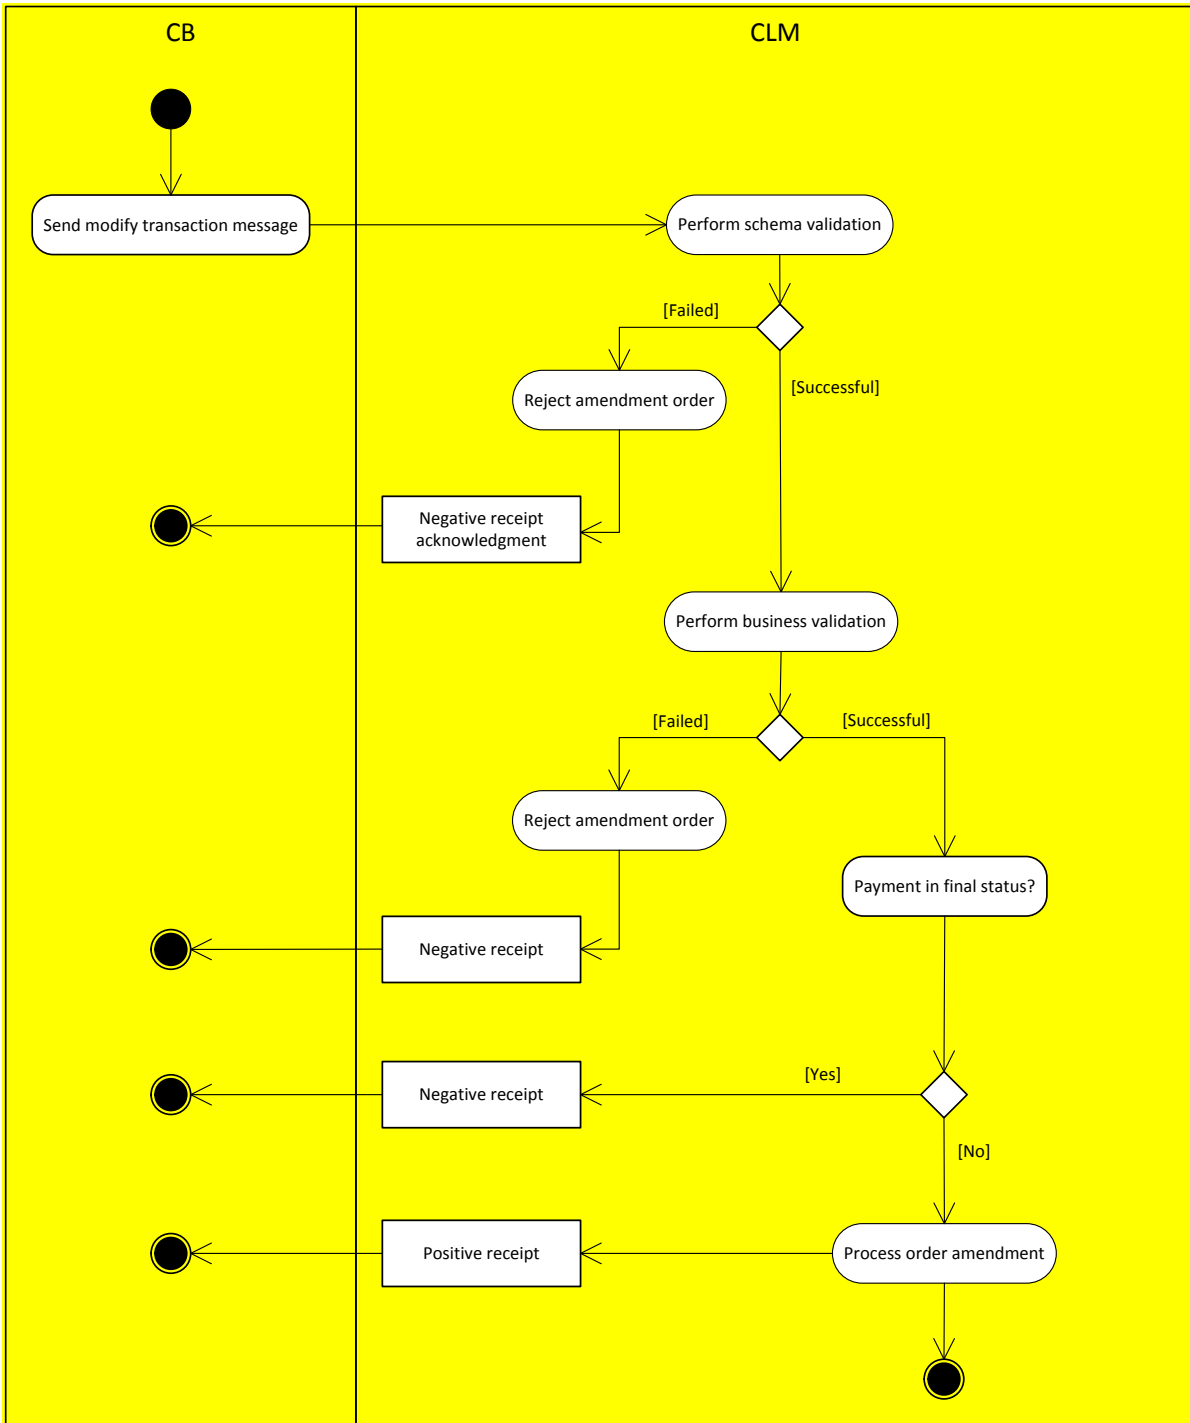 CB
CLM
Send modify transaction message
Perform schema validation
[Failed]
[Successful]
Reject amendment order
Negative receipt
acknowledgment
Perform business validation
[Failed]
[Successful]
Reject amendment order
Payment in final status?
Negative receipt
[Yes]
Negative receipt
[No]
Positive receipt
Process order amendment